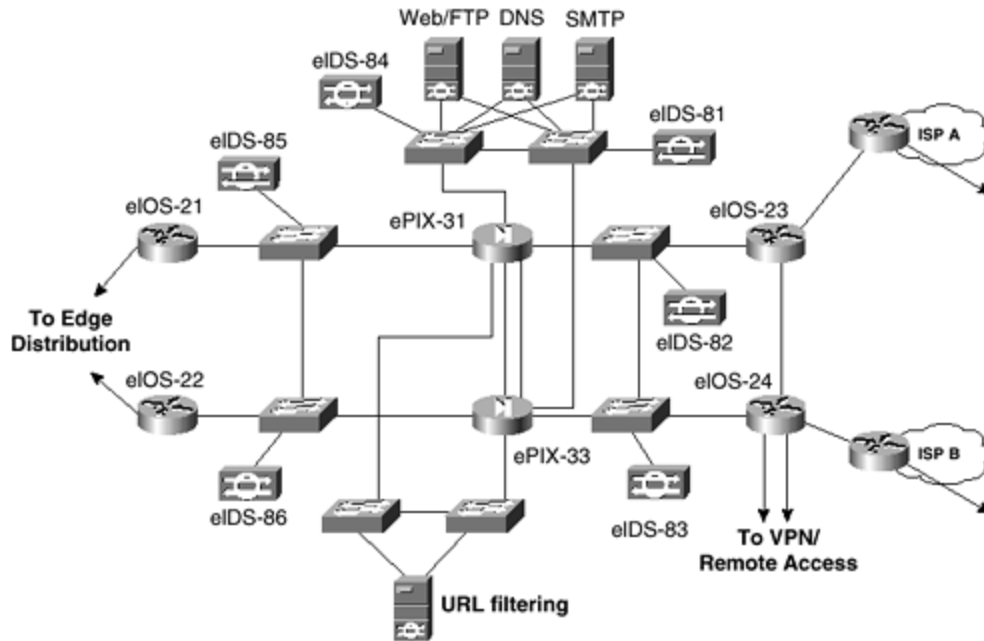 Web/FTP DNS SMTP
eIDS-84
eIDS-81
ISP A
eIDS-85
eIOS-21
ePIX-31
eIOS-23
To Edge
Distribution
eIDS-82
eIOS-22
eIOS-24
ePIX-33
ISP B
eIDS-86
eIDS-83
To VPN/
Remote Access
URL filtering